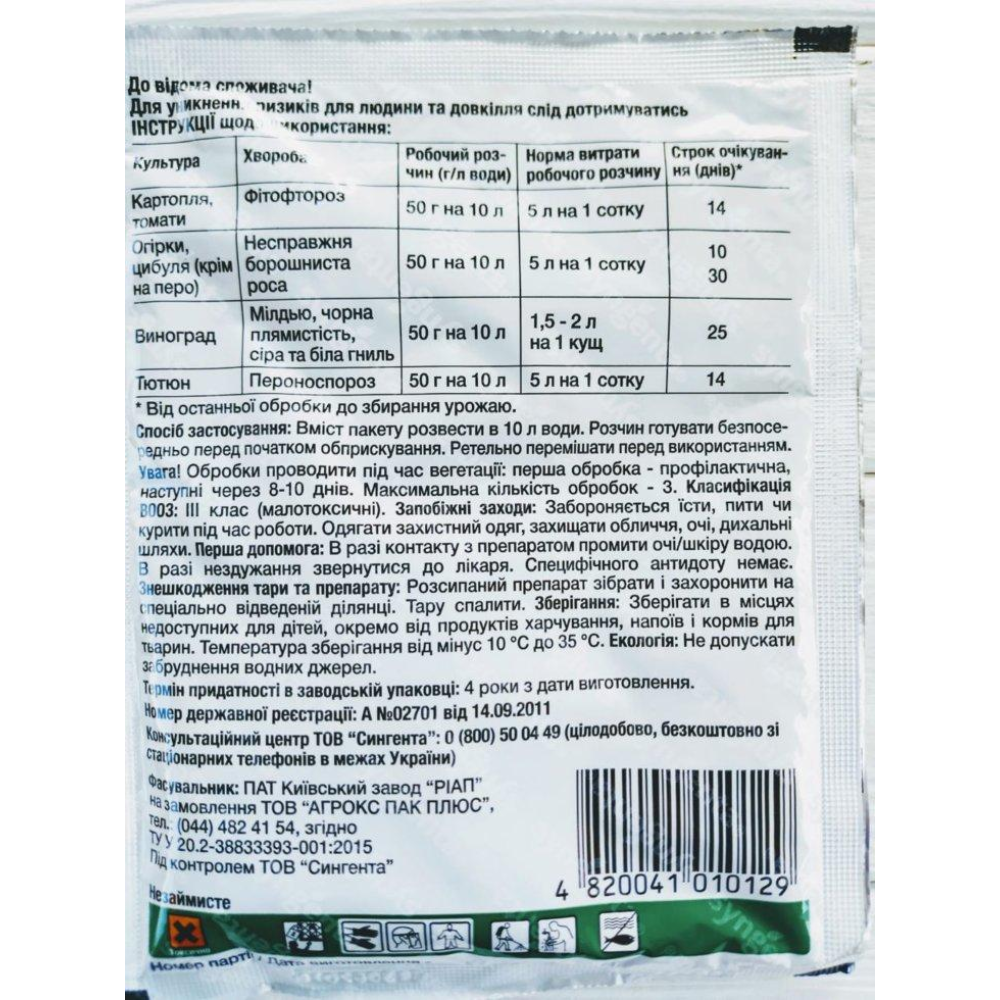 До відома споживача!
Для уникнення ризиків для людини та довкілля слід дотримуватись
ІНСТРУКЦІЇ щодо використання:
Культура Хвороба Робочий роз- Норма витрати Строк очікуван-
чин (г/л води) робочого розчину ня (днів)*
Картопля, Фітофтороз 50 г на 10 л 5 л на 1 сотку 14
томати
Огірки, Несправжня 10
цибуля (крім борошниста 50 г на 10 л 5 л на 1 сотку 30
на перо) роса
Виноград Мілдью, чорна 50 г на 10 л 1,5 - 2 л 25
плямистість, на 1 кущ
сіра та біла гниль
Тютюн Пероноспороз 50 г на 10 л 5 л на 1 сотку 14
* Від останньої обробки до збирання урожаю.
Спосіб застосування: Вміст пакету розвести в 10 л води. Розчин готувати безпосе-
редньо перед початком обприскування. Ретельно перемішати перед використанням.
Увага! Обробки проводити під час вегетації: перша обробка - профілактична,
наступні через 8-10 днів. Максимальна кількість обробок - 3. Класифікація
ВООЗ: III клас (малотоксичні). Запобіжні заходи: Забороняється їсти, пити чи
курити під час роботи. Одягати захистний одяг, захищати обличчя, очі, дихальні
шляхи. Перша допомога: В разі контакту з препаратом промити очі/шкіру водою.
В разі нездужання звернутися до лікаря. Специфічного антидоту немає.
Знешкодження тари та препарату: Розсипаний препарат зібрати і захоронити на
спеціально відведеній ділянці. Тару спалити. Зберігання: Зберігати в місцях
недоступних для дітей, окремо від продуктів харчування, напоїв і кормів для
тварин. Температура зберігання від мінус 10 °С до 35 °С. Екологія: Не допускати
забруднення водних джерел.
Термін придатності в заводській упаковці: 4 роки з дати виготовлення.
Номер державної реєстрації: А №02701 від 14.09.2011
Консультаційний центр ТОВ "Сингента": 0 (800) 50 04 49 (цілодобово, безкоштовно зі
стаціонарних телефонів в межах України)
Фасувальник: ПАТ Київський завод "РІАП"
на замовлення ТОВ "АГРОКС ПАК ПЛЮС",
тел. (044) 482 41 54, згідно
ТУ У 20.2-38833393-001:2015
Під контролем ТОВ "Сингента"
4 820041 010129
Незаймисте
Номер партії